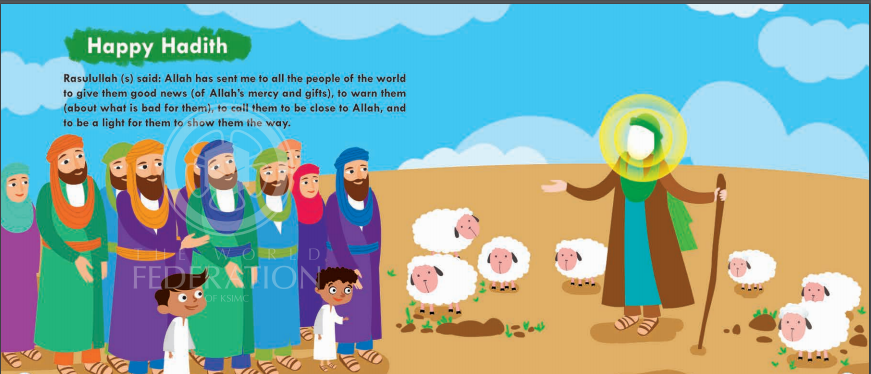 Happy Hadith
Rasulullah (s) said: Allah has sent me to all the people of the world
to give them good news (of Allah's mercy and gifts), to warn them
(about what is bad for them), to call them to be close to Allah, and
to be a light for them to show them the way.
THE WORLD
FEDERATION
OF KSIMC